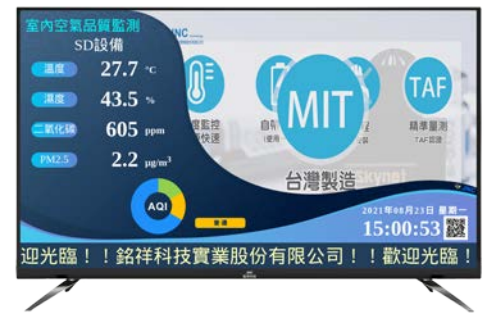 室內空氣品質監測
SD設備
溫度 27.7 °C
濕度 43.5 %
二氧化碳 605 ppm
PM2.5 2.2 μg/m³
AQI
普通
MIT
台灣製造
TAF
精準量測
TAF認證
2021年08月23日 星期一
15:00:53
迎光臨！！銘祥科技實業股份有限公司！！歡迎光臨！